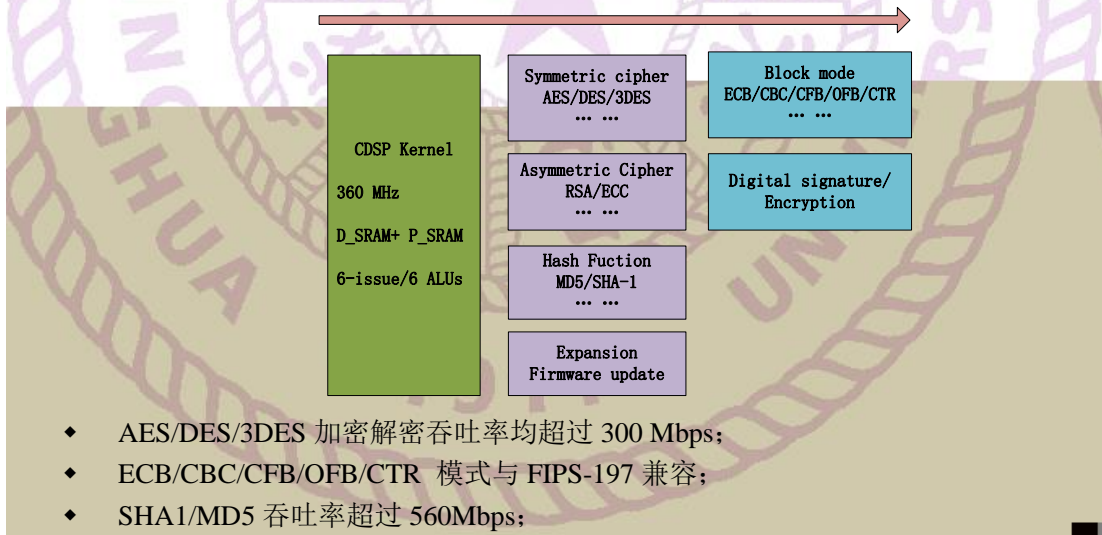 CDSP Kernel
360 MHz
D_SRAM+ P_SRAM
6-issue/6 ALUs
Symmetric cipher
AES/DES/3DES
... ...
Asymmetric Cipher
RSA/ECC
... ...
Hash Fuction
MD5/SHA-1
... ...
Expansion
Firmware update
Block mode
ECB/CBC/CFB/OFB/CTR
... ...
Digital signature/
Encryption
◆ AES/DES/3DES 加密解密吞吐率均超过 300 Mbps;
◆ ECB/CBC/CFB/OFB/CTR 模式与 FIPS-197 兼容;
◆ SHA1/MD5 吞吐率超过 560Mbps;